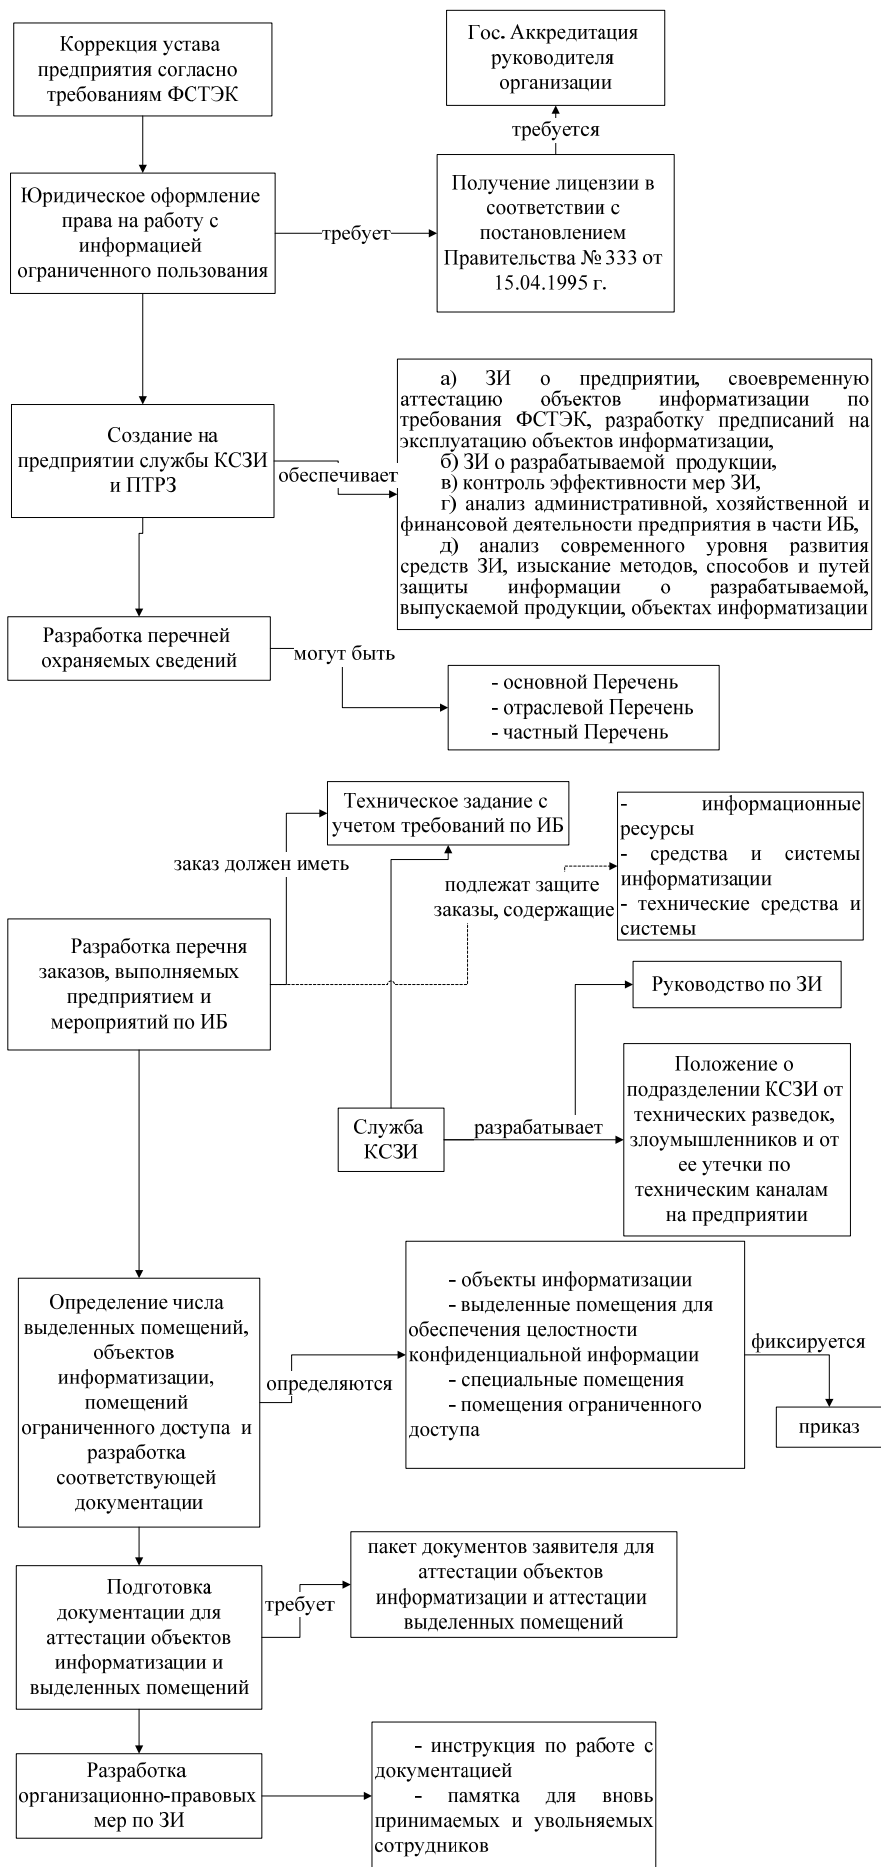 Коррекция устава
предприятия согласно
требованиям ФСТЭК
Гос. Аккредитация
руководителя
организации
требуется
Юридическое оформление
права на работу с
информацией
ограниченного пользования
требует
Получение лицензии в
соответствии с
постановлением
Правительства № 333 от
15.04.1995 г.
Создание на
предприятии службы КСЗИ
и ПТРЗ
обеспечивает
а) ЗИ о предприятии, своевременную
аттестацию объектов информатизации по
требования ФСТЭК, разработку предписаний на
эксплуатацию объектов информатизации,
б) ЗИ о разрабатываемой продукции,
в) контроль эффективности мер ЗИ,
г) анализ административной, хозяйственной и
финансовой деятельности предприятия в части ИБ,
д) анализ современного уровня развития
средств ЗИ, изыскание методов, способов и путей
защиты информации о разрабатываемой,
выпускаемой продукции, объектах информатизации
Разработка перечней
охраняемых сведений
могут быть
- основной Перечень
- отраслевой Перечень
- частный Перечень
Техническое задание с
учетом требований по ИБ
заказ должен иметь
подлежат защите
заказы, содержащие
- информационные
ресурсы
- средства и системы
информатизации
- технические средства и
системы
Разработка перечня
заказов, выполняемых
предприятием и
мероприятий по ИБ
Руководство по ЗИ
Служба
КСЗИ
разрабатывает
Положение о
подразделении КСЗИ от
технических разведок,
злоумышленников и от
ее утечки по
техническим каналам
на предприятии
Определение числа
выделенных помещений,
объектов
информатизации,
помещений
ограниченного доступа и
разработка
соответствующей
документации
определяются
- объекты информатизации
- выделенные помещения для
обеспечения целостности
конфиденциальной информации
- специальные помещения
- помещения ограниченного
доступа
фиксируется
приказ
Подготовка
документации для
аттестации объектов
информатизации и
выделенных помещений
требует
пакет документов заявителя для
аттестации объектов
информатизации и аттестации
выделенных помещений
Разработка
организационно-правовых
мер по ЗИ
- инструкция по работе с
документацией
- памятка для вновь
принимаемых и увольняемых
сотрудников